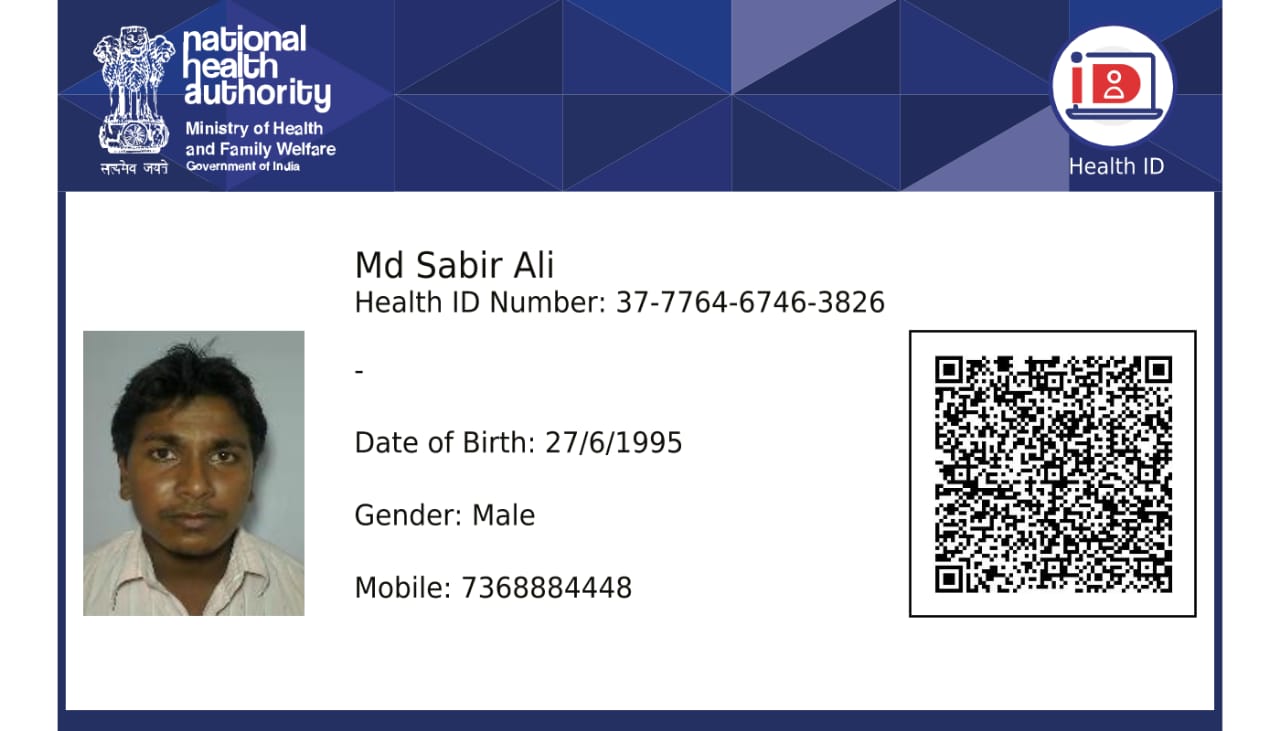 national
health
authority
Ministry of Health
and Family Welfare
Government of India
सत्यमेव जयते
iD
Health ID
Md Sabir Ali
Health ID Number: 37-7764-6746-3826
-
Date of Birth: 27/6/1995
Gender: Male
Mobile: 7368884448